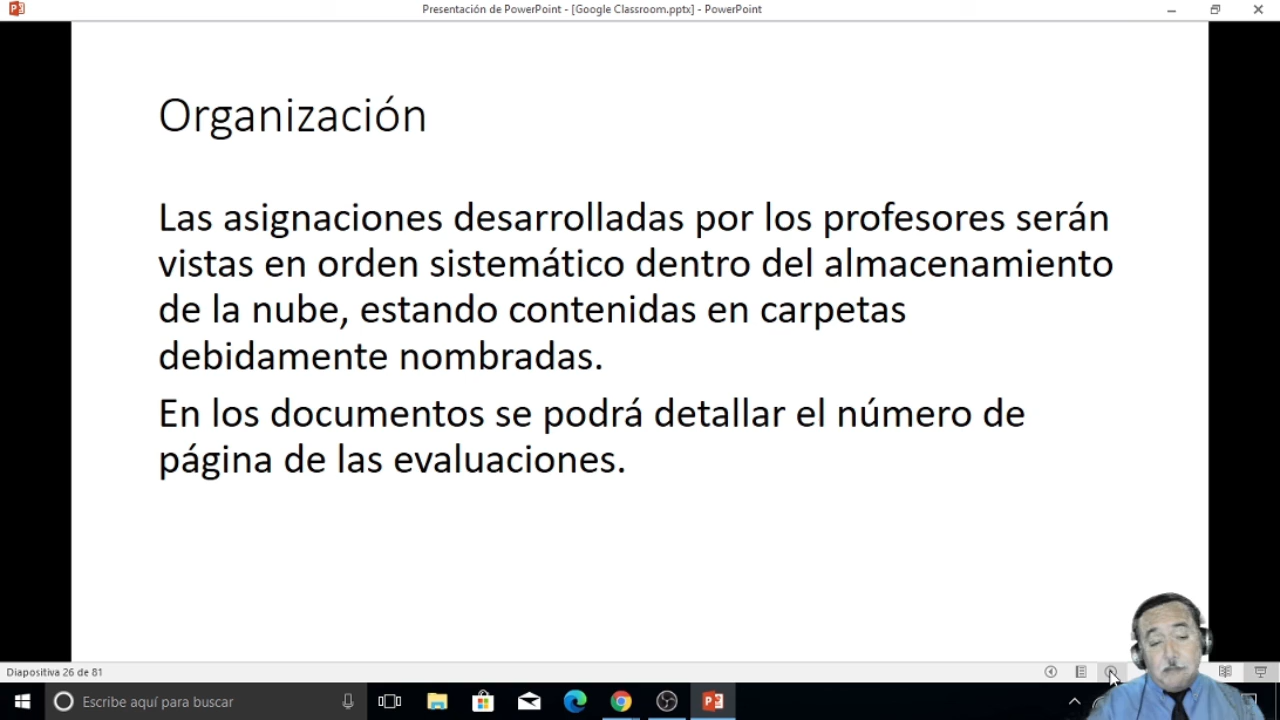 Presentación de PowerPoint - [Google Classroom.pptx] - PowerPoint
Organización
Las asignaciones desarrolladas por los profesores serán
vistas en orden sistemático dentro del almacenamiento
de la nube, estando contenidas en carpetas
debidamente nombradas.
En los documentos se podrá detallar el número de
página de las evaluaciones.
Diapositiva 26 de 81
Escribe aquí para buscar